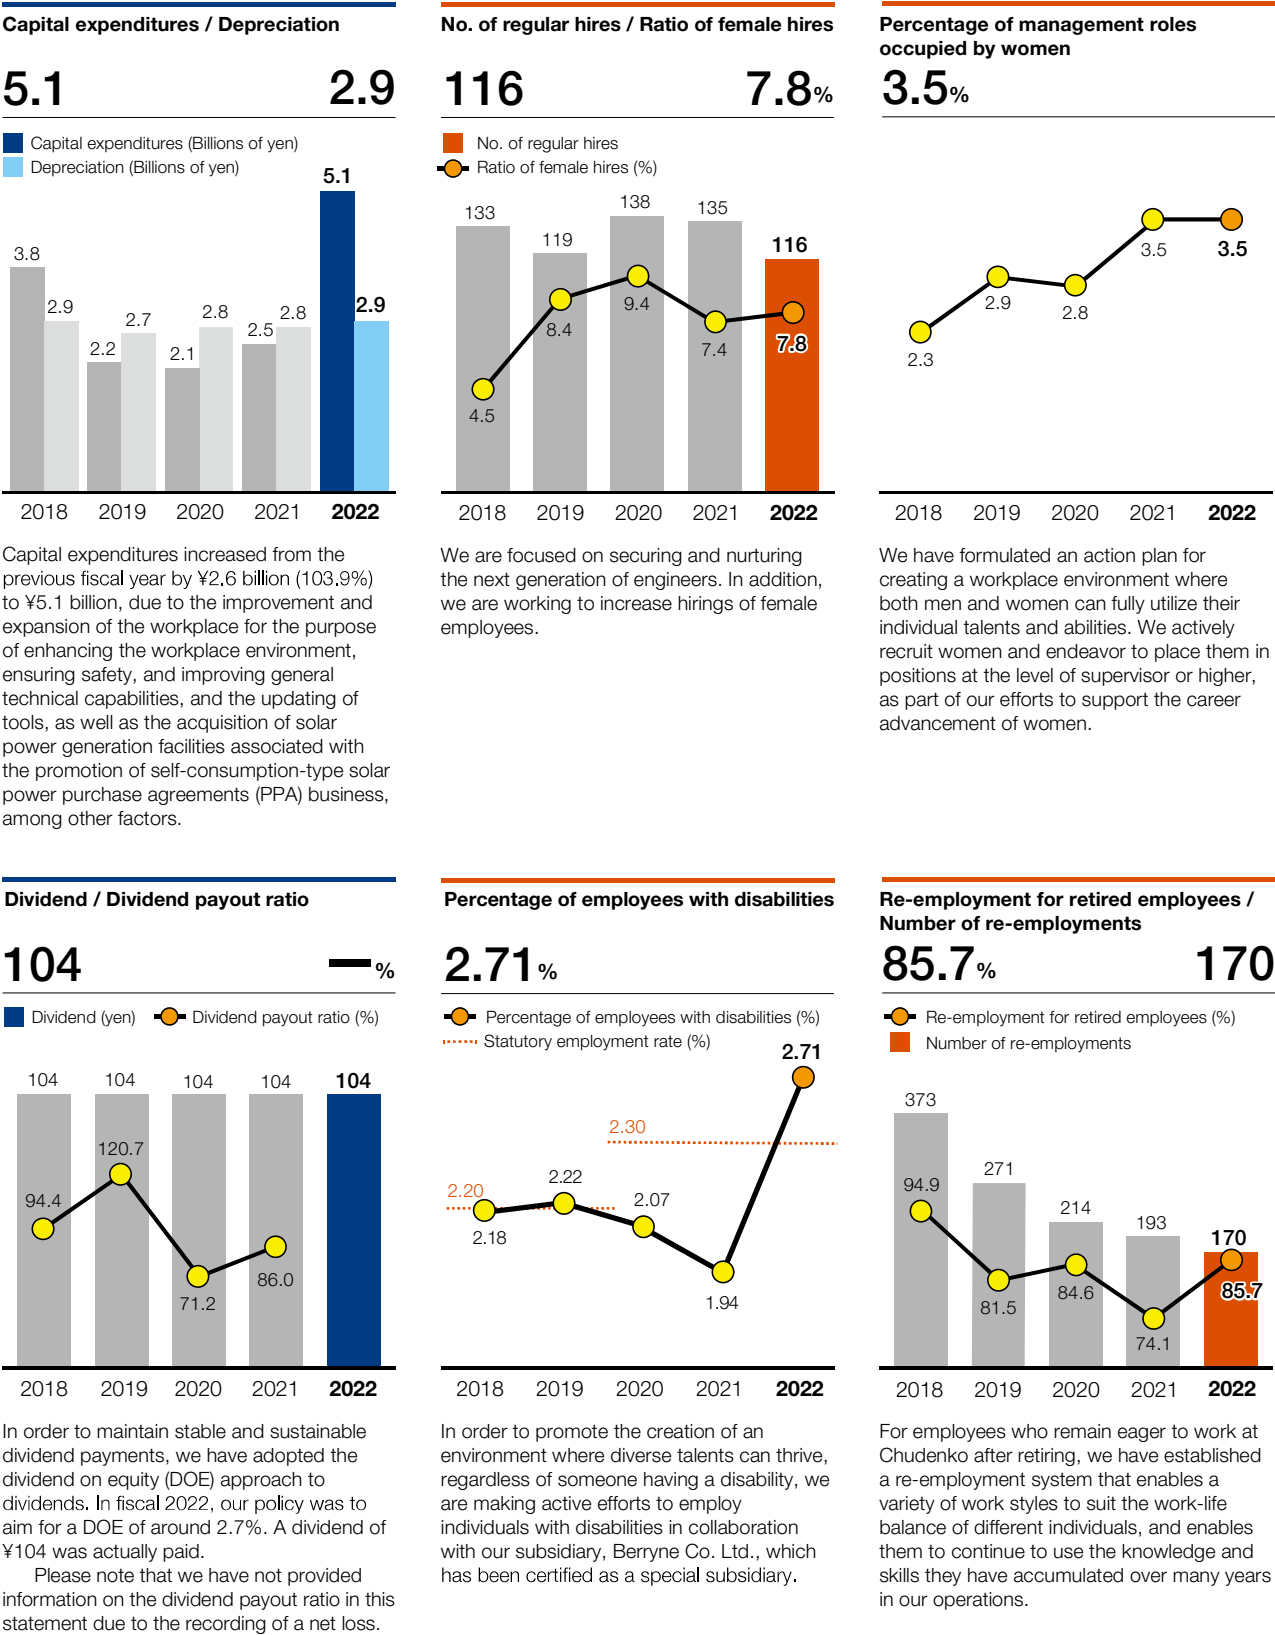 Capital expenditures / Depreciation
5.1 2.9
Capital expenditures (Billions of yen)
Depreciation (Billions of yen)
5.1
3.8
2.9
2.2
2.7
2.1
2.8
2.5
2.8
2.9
2018 2019 2020 2021 2022
Capital expenditures increased from the
previous fiscal year by ¥2.6 billion (103.9%)
to ¥5.1 billion, due to the improvement and
expansion of the workplace for the purpose
of enhancing the workplace environment,
ensuring safety, and improving general
technical capabilities, and the updating of
tools, as well as the acquisition of solar
power generation facilities associated with
the promotion of self-consumption-type solar
power purchase agreements (PPA) business,
among other factors.
No. of regular hires / Ratio of female hires
116 7.8%
No. of regular hires
Ratio of female hires (%)
133
119
138
135
116
4.5
8.4
9.4
7.4
7.8
2018 2019 2020 2021 2022
We are focused on securing and nurturing
the next generation of engineers. In addition,
we are working to increase hirings of female
employees.
Percentage of management roles
occupied by women
3.5%
2.3
2.9
2.8
3.5
3.5
2018 2019 2020 2021 2022
We have formulated an action plan for
creating a workplace environment where
both men and women can fully utilize their
individual talents and abilities. We actively
recruit women and endeavor to place them in
positions at the level of supervisor or higher,
as part of our efforts to support the career
advancement of women.
Dividend / Dividend payout ratio
104 — %
Dividend (yen) Dividend payout ratio (%)
104 104 104 104 104
94.4
120.7
71.2
86.0
2018 2019 2020 2021 2022
In order to maintain stable and sustainable
dividend payments, we have adopted the
dividend on equity (DOE) approach to
dividends. In fiscal 2022, our policy was to
aim for a DOE of around 2.7%. A dividend of
¥104 was actually paid.
Please note that we have not provided
information on the dividend payout ratio in this
statement due to the recording of a net loss.
Percentage of employees with disabilities
2.71%
Percentage of employees with disabilities (%)
Statutory employment rate (%)
2.71
2.30
2.20
2.18
2.22
2.07
1.94
2018 2019 2020 2021 2022
In order to promote the creation of an
environment where diverse talents can thrive,
regardless of someone having a disability, we
are making active efforts to employ
individuals with disabilities in collaboration
with our subsidiary, Berryne Co. Ltd., which
has been certified as a special subsidiary.
Re-employment for retired employees /
Number of re-employments
85.7% 170
Re-employment for retired employees (%)
Number of re-employments
373
271
214
193
170
94.9
81.5
84.6
74.1
85.7
2018 2019 2020 2021 2022
For employees who remain eager to work at
Chudenko after retiring, we have established
a re-employment system that enables a
variety of work styles to suit the work-life
balance of different individuals, and enables
them to continue to use the knowledge and
skills they have accumulated over many years
in our operations.